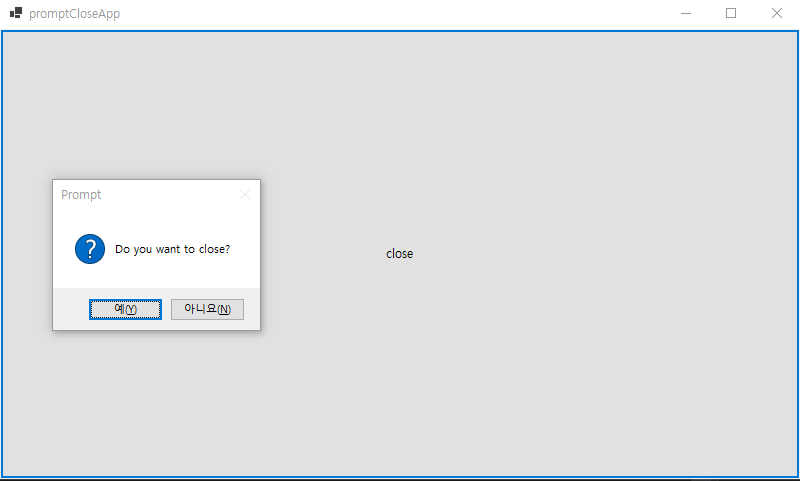 promptCloseApp
Prompt
?
Do you want to close?
예(Y)
아니요(N)
close